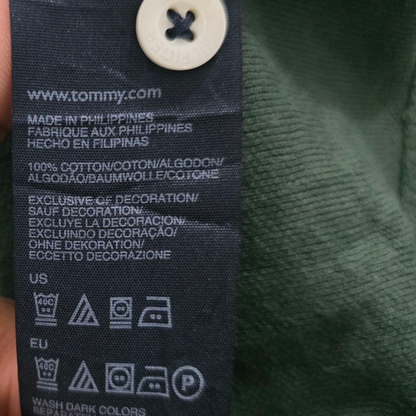 www.tommy.com
MADE IN PHILIPPINES
FABRIQUE AUX PHILIPPINES
HECHO EN FILIPINAS
100% COTTON/COTON/ALGODON/
ALGODÃO/BAUMWOLLE/COTONE
EXCLUSIVE OF DECORATION/
SAUF DECORATION/
EXCLUYE LA DECORACION/
EXCLUINDO DECORAÇÃO/
OHNE DEKORATION/
ECCETTO DECORAZIONE
US
40C
EU
40C
P
WASH DARK COLORS